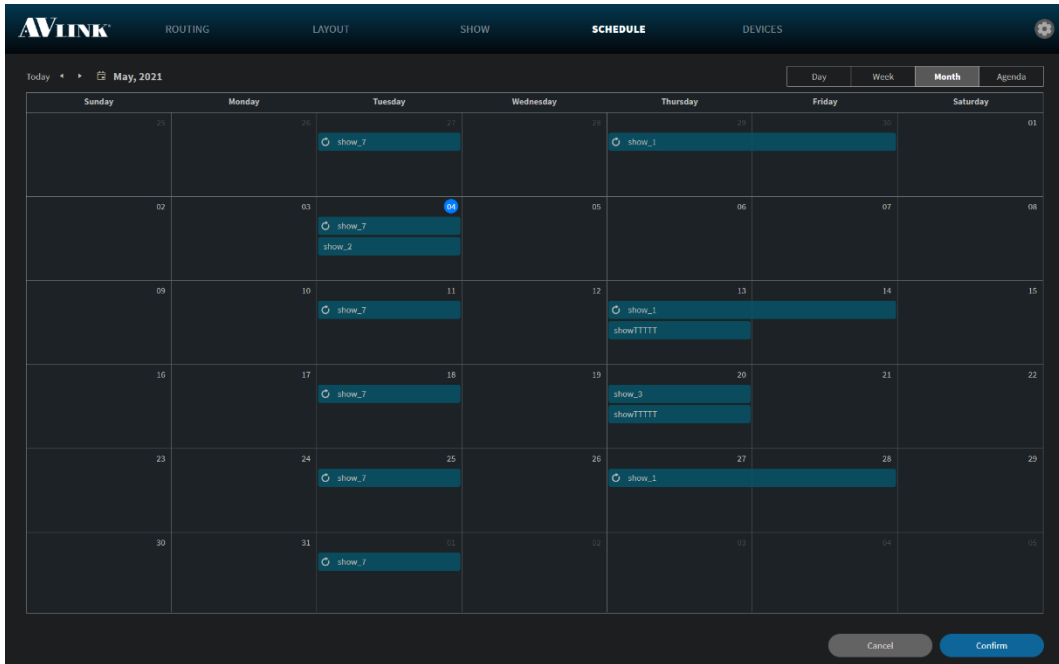 AVLINK® ROUTING LAYOUT SHOW SCHEDULE DEVICES
Today May, 2021 Day Week Month Agenda
Sunday Monday Tuesday Wednesday Thursday Friday Saturday
25 26 27 28 29 30 01
show_7 show_1
02 03 04 05 06 07 08
show_7
show_2
09 10 11 12 13 14 15
show_7 show_1
showTTTTT
16 17 18 19 20 21 22
show_7 show_3
showTTTTT
23 24 25 26 27 28 29
show_7 show_1
30 31 01 02 03 04 05
show_7
Cancel Confirm